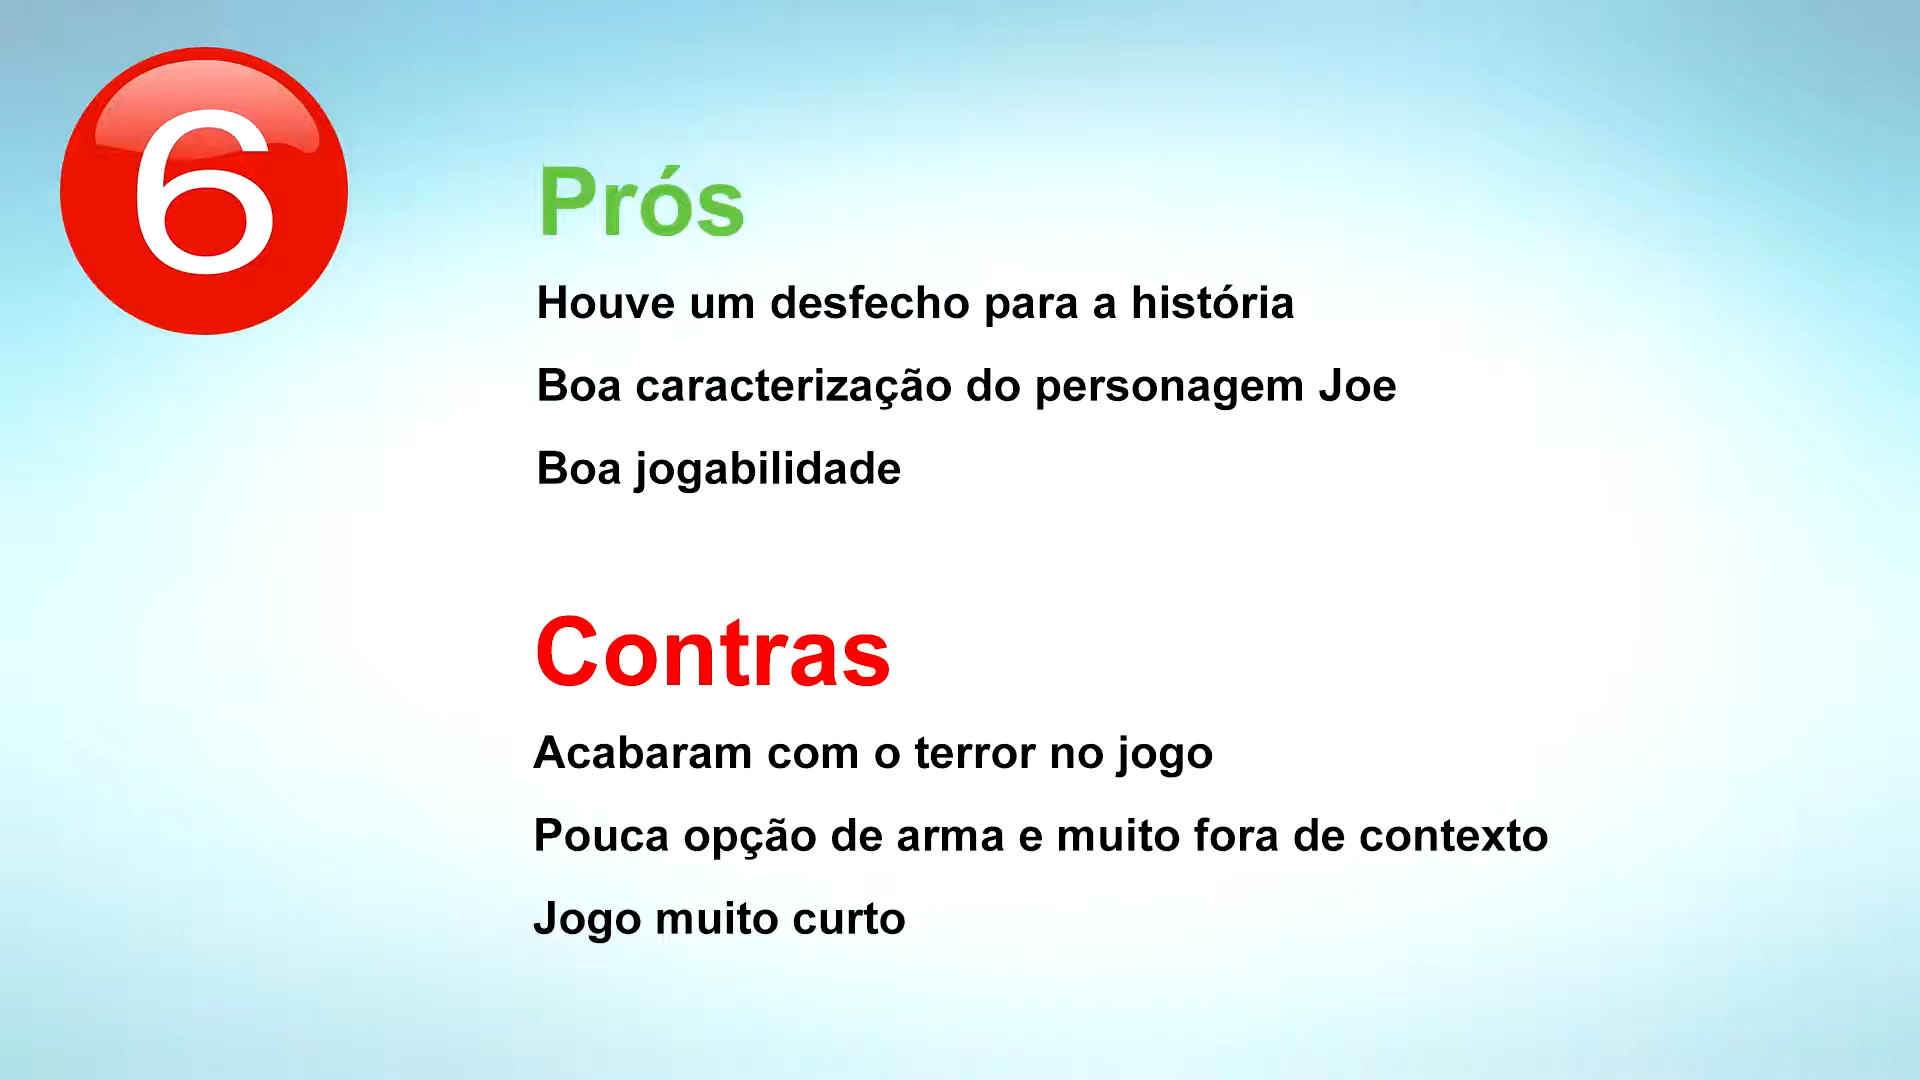 6
Prós
Houve um desfecho para a história
Boa caracterização do personagem Joe
Boa jogabilidade
Contras
Acabaram com o terror no jogo
Pouca opção de arma e muito fora de contexto
Jogo muito curto